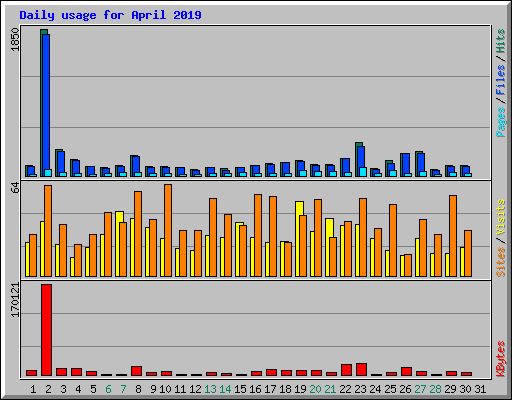 Daily usage for April 2019
1850
Pages / Files / Hits
64
Sites / Visits
170121
KBytes
1 2 3 4 5 6 7 8 9 10 11 12 13 14 15 16 17 18 19 20 21 22 23 24 25 26 27 28 29 30 31